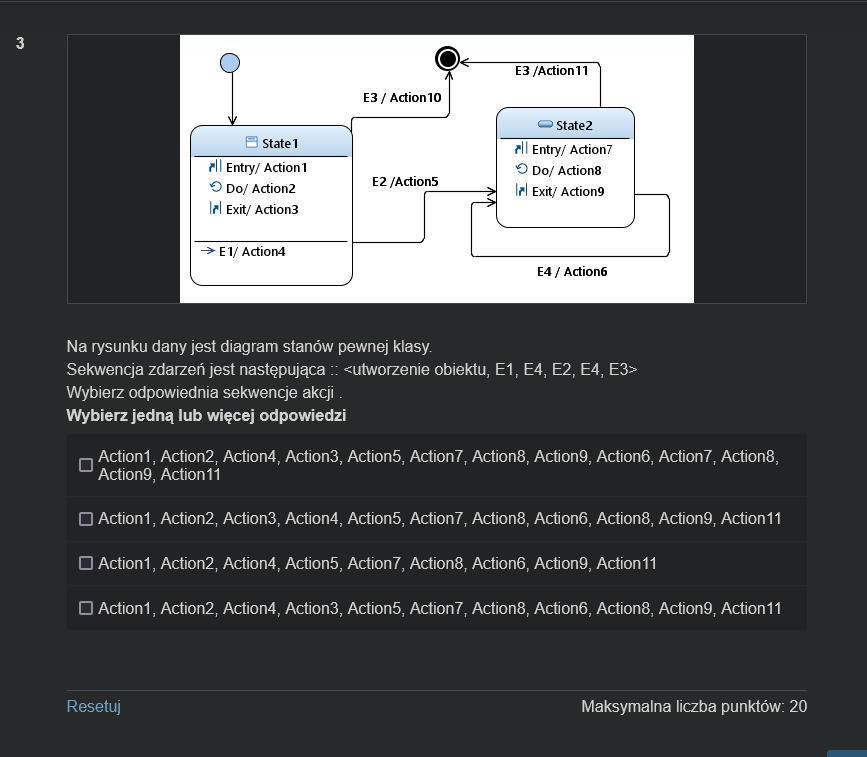 3
E3 /Action11
E3 / Action10
State1
Entry/ Action1
Do/ Action2
Exit/ Action3
E1/ Action4
E2 /Action5
State2
Entry/ Action7
Do/ Action8
Exit/ Action9
E4 / Action6
Na rysunku dany jest diagram stanów pewnej klasy.
Sekwencja zdarzeń jest następująca :: <utworzenie obiektu, E1, E4, E2, E4, E3>
Wybierz odpowiednia sekwencje akcji .
Wybierz jedną lub więcej odpowiedzi
Action1, Action2, Action4, Action3, Action5, Action7, Action8, Action9, Action6, Action7, Action8,
Action9, Action11
Action1, Action2, Action3, Action4, Action5, Action7, Action8, Action6, Action8, Action9, Action11
Action1, Action2, Action4, Action5, Action7, Action8, Action6, Action9, Action11
Action1, Action2, Action4, Action3, Action5, Action7, Action8, Action6, Action8, Action9, Action11
Resetuj
Maksymalna liczba punktów: 20